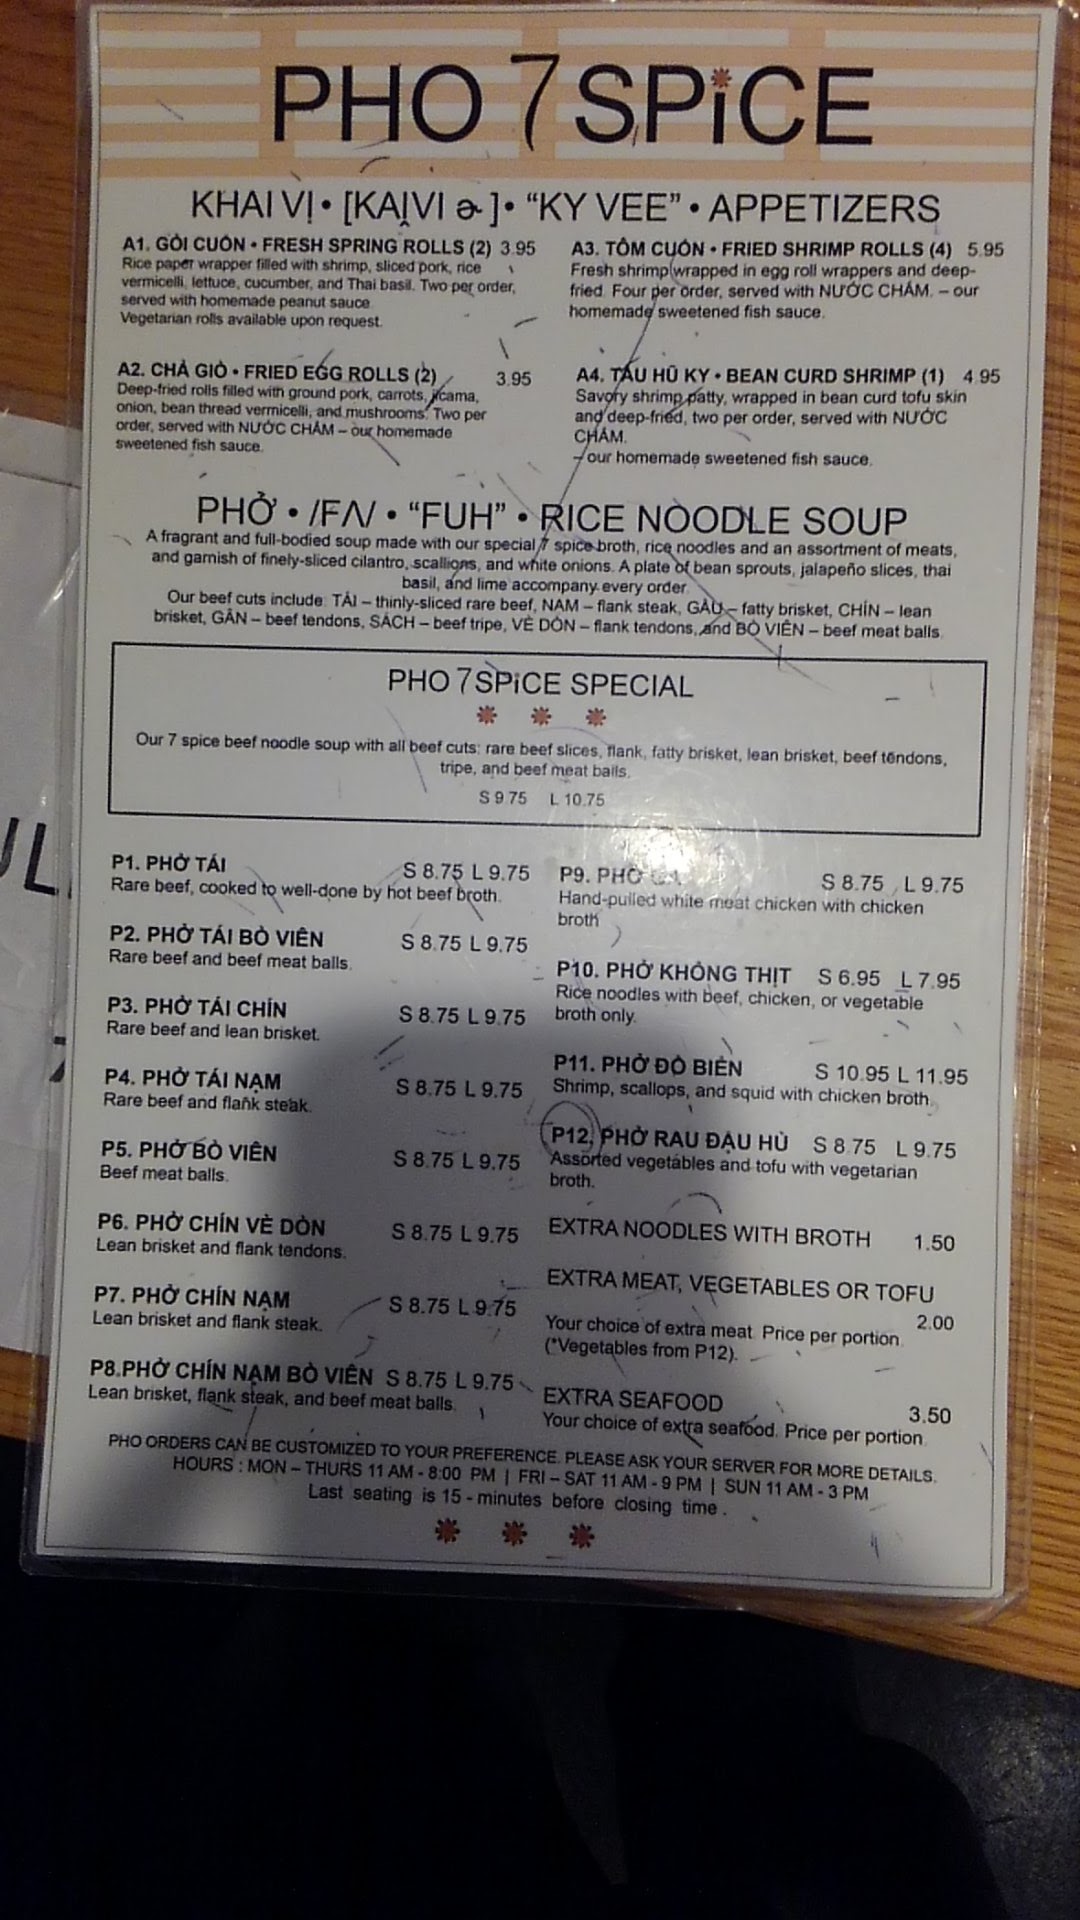 PHO 7 SPiCE
KHAI VỊ • [KAI̯VI ɚ]• “KY VEE” • APPETIZERS
A1. GỎI CUỐN • FRESH SPRING ROLLS (2) 3.95
Rice paper wrapper filled with shrimp, sliced pork, rice
vermicelli, lettuce, cucumber, and Thai basil. Two per order,
served with homemade peanut sauce.
Vegetarian rolls available upon request.
A2. CHẢ GIÒ • FRIED EGG ROLLS (2) 3.95
Deep-fried rolls filled with ground pork, carrots, jicama,
onion, bean thread vermicelli, and mushrooms. Two per
order, served with NƯỚC CHẤM – our homemade
sweetened fish sauce.
A3. TÔM CUỐN • FRIED SHRIMP ROLLS (4) 5.95
Fresh shrimp wrapped in egg roll wrappers and deep-
fried. Four per order, served with NƯỚC CHẤM. – our
homemade sweetened fish sauce.
A4. TÀU HŨ KY • BEAN CURD SHRIMP (1) 4.95
Savory shrimp patty, wrapped in bean curd tofu skin
and deep-fried, two per order, served with NƯỚC
CHẤM.
– our homemade sweetened fish sauce.
PHỞ • /FΛ/ • “FUH” • RICE NOODLE SOUP
A fragrant and full-bodied soup made with our special 7 spice broth, rice noodles and an assortment of meats,
and garnish of finely-sliced cilantro, scallions, and white onions. A plate of bean sprouts, jalapeño slices, thai
basil, and lime accompany every order.
Our beef cuts include: TÁI – thinly-sliced rare beef, NAM – flank steak, GẦU – fatty brisket, CHÍN – lean
brisket, GÂN – beef tendons, SÁCH – beef tripe, VÈ DÒN – flank tendons, and BÒ VIÊN – beef meat balls.
PHO 7SPiCE SPECIAL
Our 7 spice beef noodle soup with all beef cuts: rare beef slices, flank, fatty brisket, lean brisket, beef tendons,
tripe, and beef meat balls.
S 9.75 L 10.75
P1. PHỞ TÁI S 8.75 L 9.75
Rare beef, cooked to well-done by hot beef broth.
P2. PHỞ TÁI BÒ VIÊN S 8.75 L 9.75
Rare beef and beef meat balls.
P3. PHỞ TÁI CHÍN S 8.75 L 9.75
Rare beef and lean brisket.
P4. PHỞ TÁI NẠM S 8.75 L 9.75
Rare beef and flank steak.
P5. PHỞ BÒ VIÊN S 8.75 L 9.75
Beef meat balls.
P6. PHỞ CHÍN VÈ DÒN S 8.75 L 9.75
Lean brisket and flank tendons.
P7. PHỞ CHÍN NẠM S 8.75 L 9.75
Lean brisket and flank steak.
P8.PHỞ CHÍN NẠM BÒ VIÊN S 8.75 L 9.75
Lean brisket, flank steak, and beef meat balls.
P9. PHỞ S 8.75 L 9.75
Hand-pulled white meat chicken with chicken
broth
P10. PHỞ KHÔNG THỊT S 6.95 L 7.95
Rice noodles with beef, chicken, or vegetable
broth only.
P11. PHỞ ĐỒ BIỂN S 10.95 L 11.95
Shrimp, scallops, and squid with chicken broth.
P12. PHỞ RAU ĐẬU HỦ S 8.75 L 9.75
Assorted vegetables and tofu with vegetarian
broth.
EXTRA NOODLES WITH BROTH 1.50
EXTRA MEAT, VEGETABLES OR TOFU
2.00
Your choice of extra meat. Price per portion.
(*Vegetables from P12).
EXTRA SEAFOOD 3.50
Your choice of extra seafood. Price per portion.
PHO ORDERS CAN BE CUSTOMIZED TO YOUR PREFERENCE. PLEASE ASK YOUR SERVER FOR MORE DETAILS.
HOURS : MON – THURS 11 AM - 8:00 PM | FRI – SAT 11 AM - 9 PM | SUN 11 AM - 3 PM
Last seating is 15 - minutes before closing time .